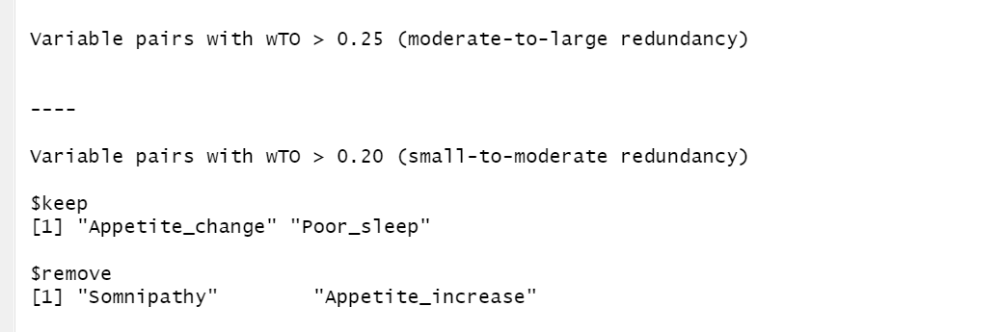 Variable pairs with wTO > 0.25 (moderate-to-large redundancy)
----
Variable pairs with wTO > 0.20 (small-to-moderate redundancy)
$keep
[1] "Appetite_change" "Poor_sleep"
$remove
[1] "Somnipathy"        "Appetite_increase"